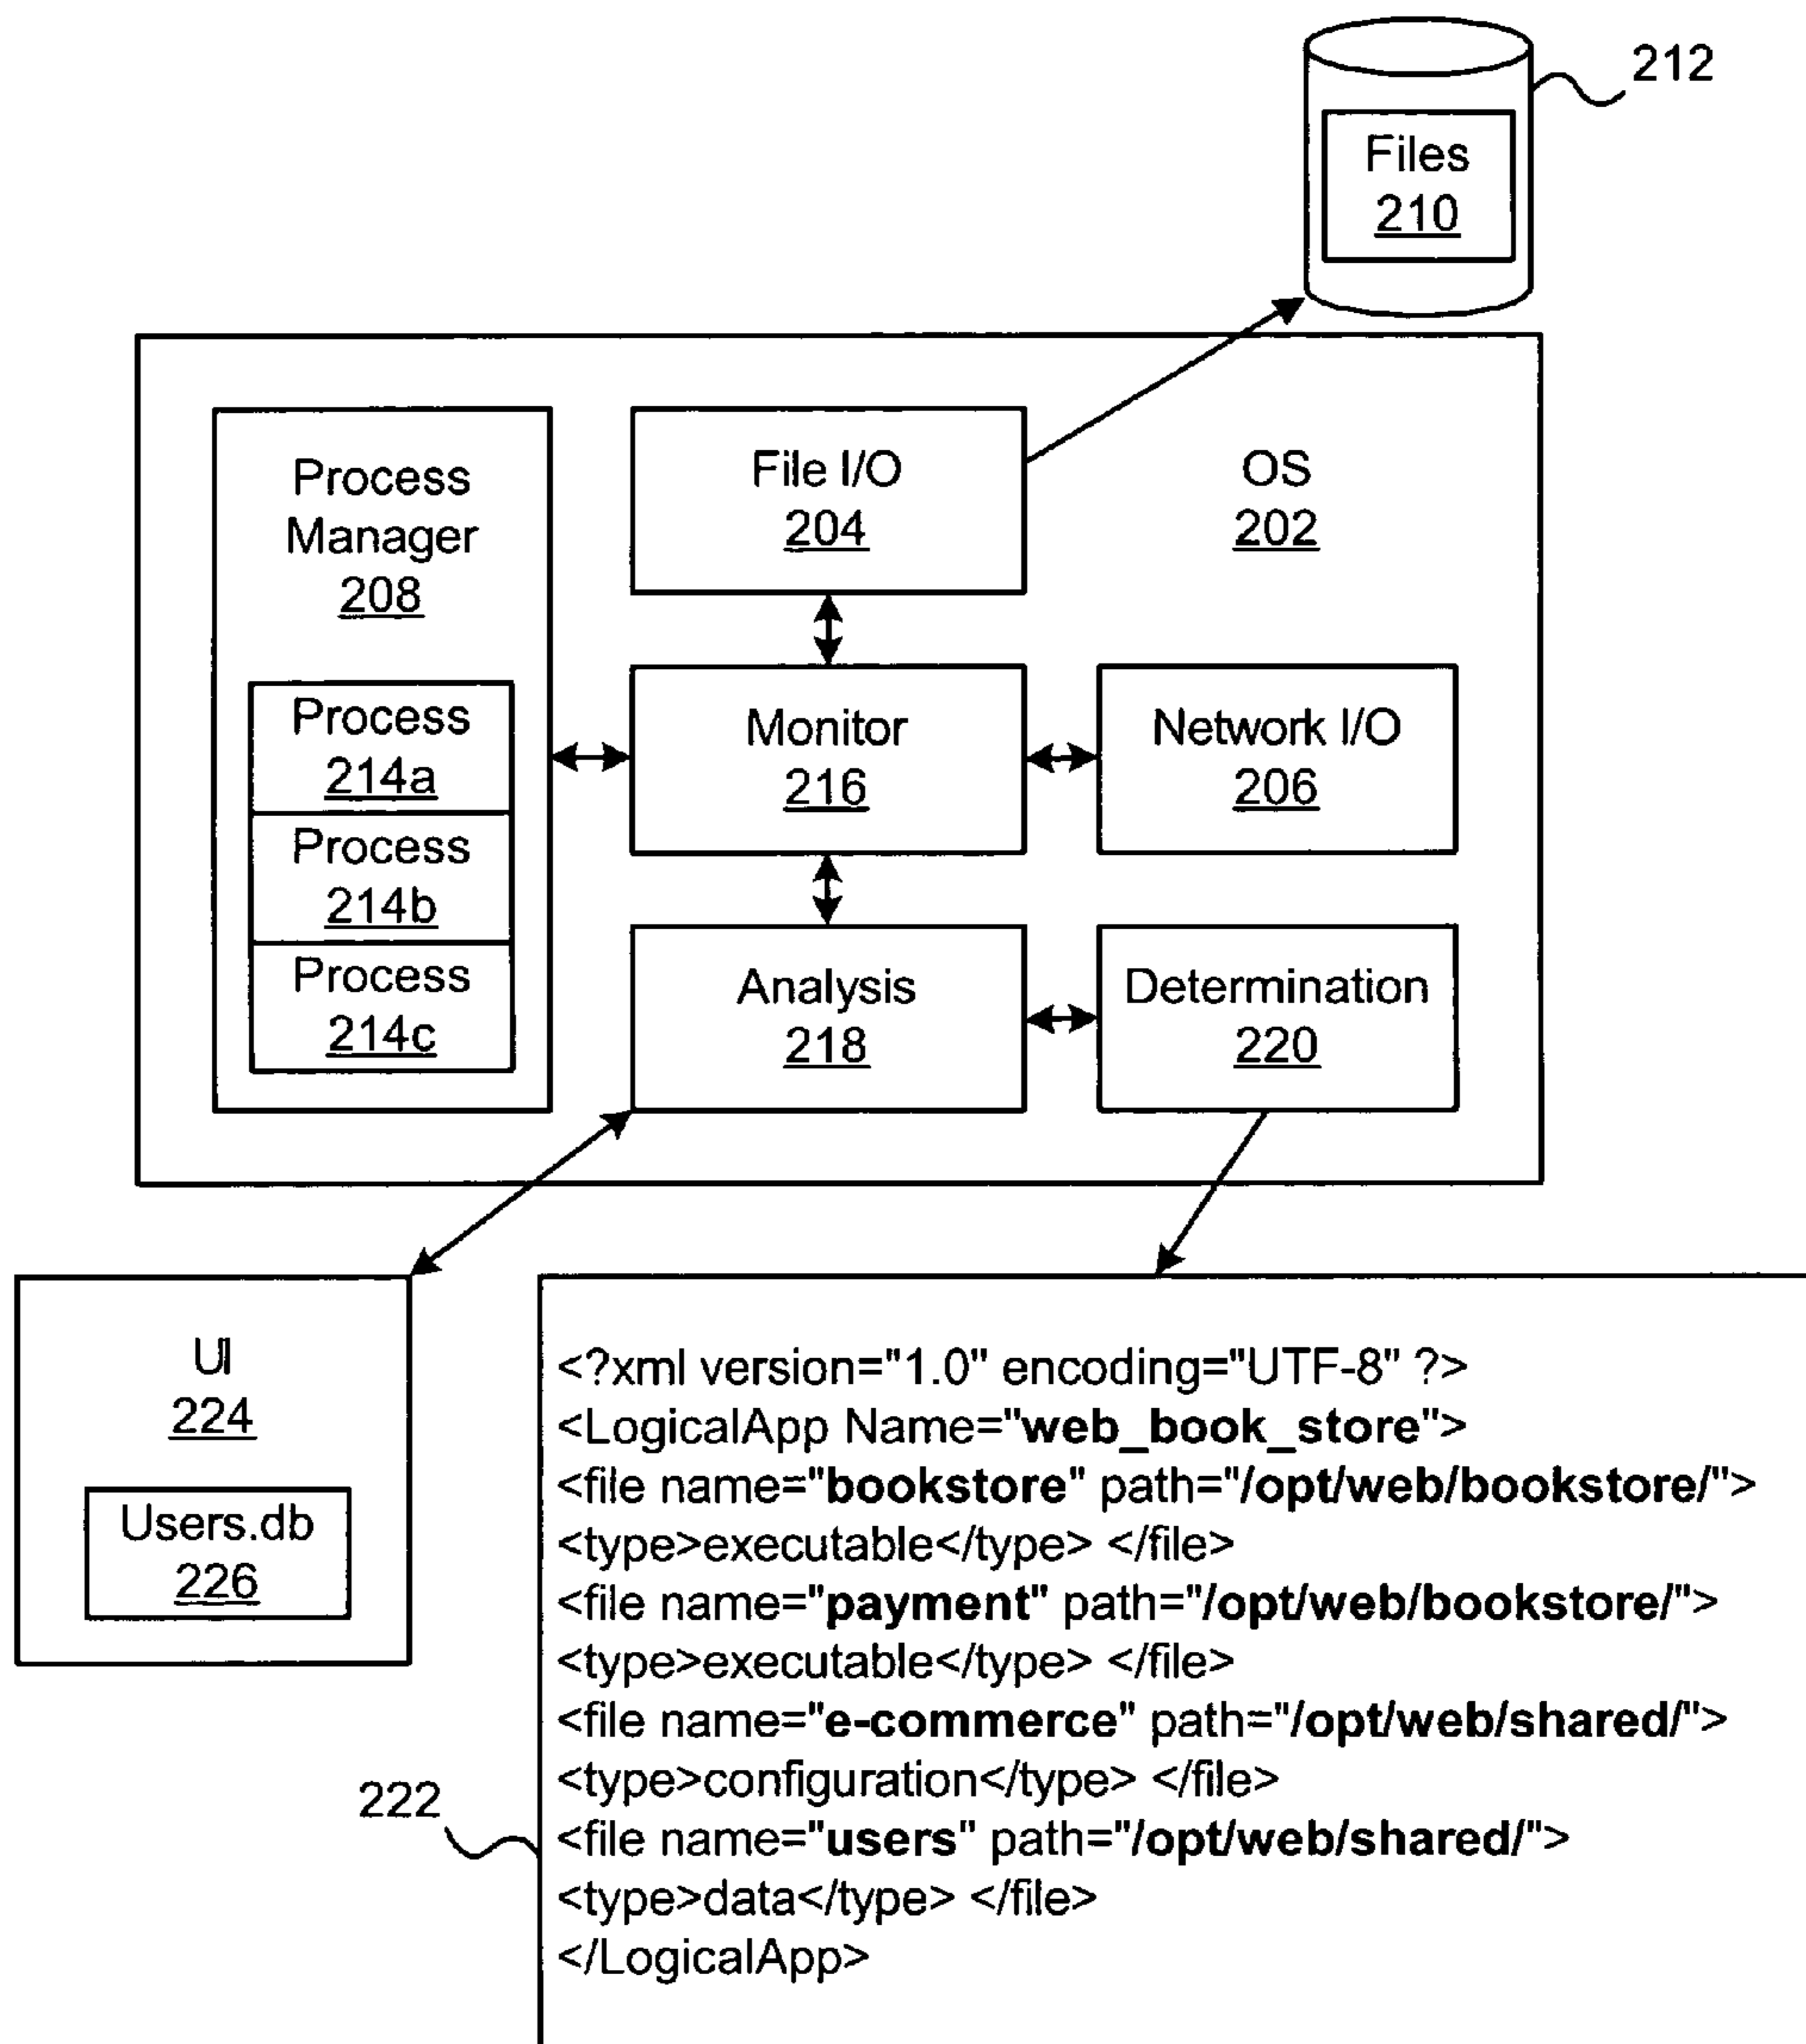 212
Files
210
Process
Manager
208
File I/O
204
OS
202
Process
214a
Process
214b
Process
214c
Monitor
216
Network I/O
206
Analysis
218
Determination
220
UI
224
Users.db
226
222
<?xml version="1.0" encoding="UTF-8" ?>
<LogicalApp Name="web_book_store">
<file name="bookstore" path="/opt/web/bookstore/">
<type>executable</type> </file>
<file name="payment" path="/opt/web/bookstore/">
<type>executable</type> </file>
<file name="e-commerce" path="/opt/web/shared/">
<type>configuration</type> </file>
<file name="users" path="/opt/web/shared/">
<type>data</type> </file>
</LogicalApp>